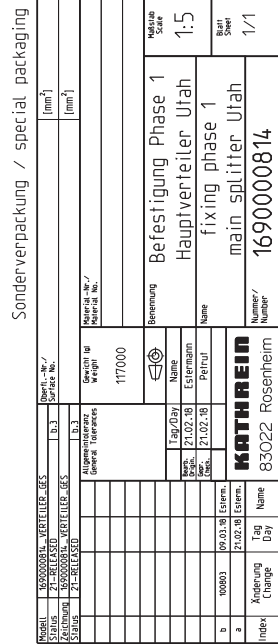 Sonderverpackung / special packaging
Modell 1690000814_VERTEILER_GES
Status 21-RELEASED b.3
Zeichnung 1690000814_VERTEILER_GES
Status 21-RELEASED b.3
Oberfl.-Nr./
Surface No.
[mm²]
[mm²]
Allgemeintoleranz
General Tolerances
Gewicht (g)
Weight
117000
Material-Nr./
Material No.
Tag/Day Name
Bearb.
Origin. 21.02.18 Estermann
Gepr.
Check. 21.02.18 Petrut
Benennung
Befestigung Phase 1
Hauptverteiler Utah
Name
fixing phase 1
main splitter Utah
Maßstab
Scale
1:5
Blatt
Sheet
1/1
b 100803 09.03.18 Esterm.
a 21.02.18 Esterm.
Index Änderung
Change Tag
Day Name
KATHREIN
83022 Rosenheim
Nummer/
Number
1690000814